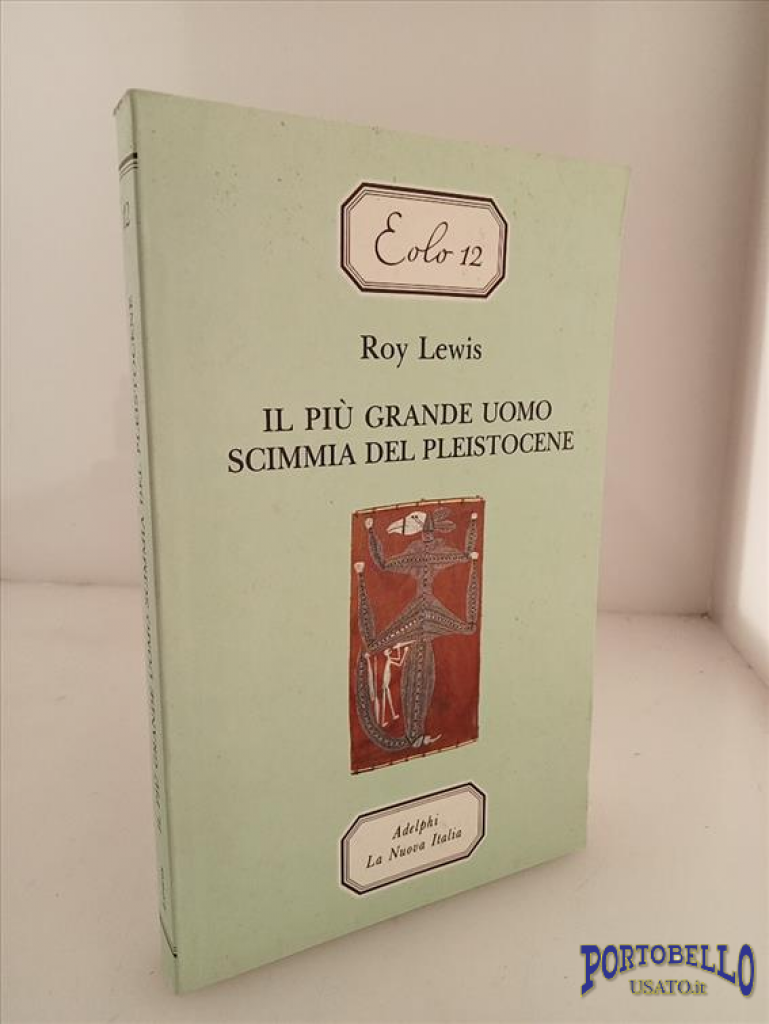 Eolo 12
Roy Lewis
IL PIÙ GRANDE UOMO
SCIMMIA DEL PLEISTOCENE
Adelphi
La Nuova Italia
12
IL PIÙ GRANDE UOMO SCIMMIA DEL PLEISTOCENE
Lewis
PORTOBELLO
USATO.it